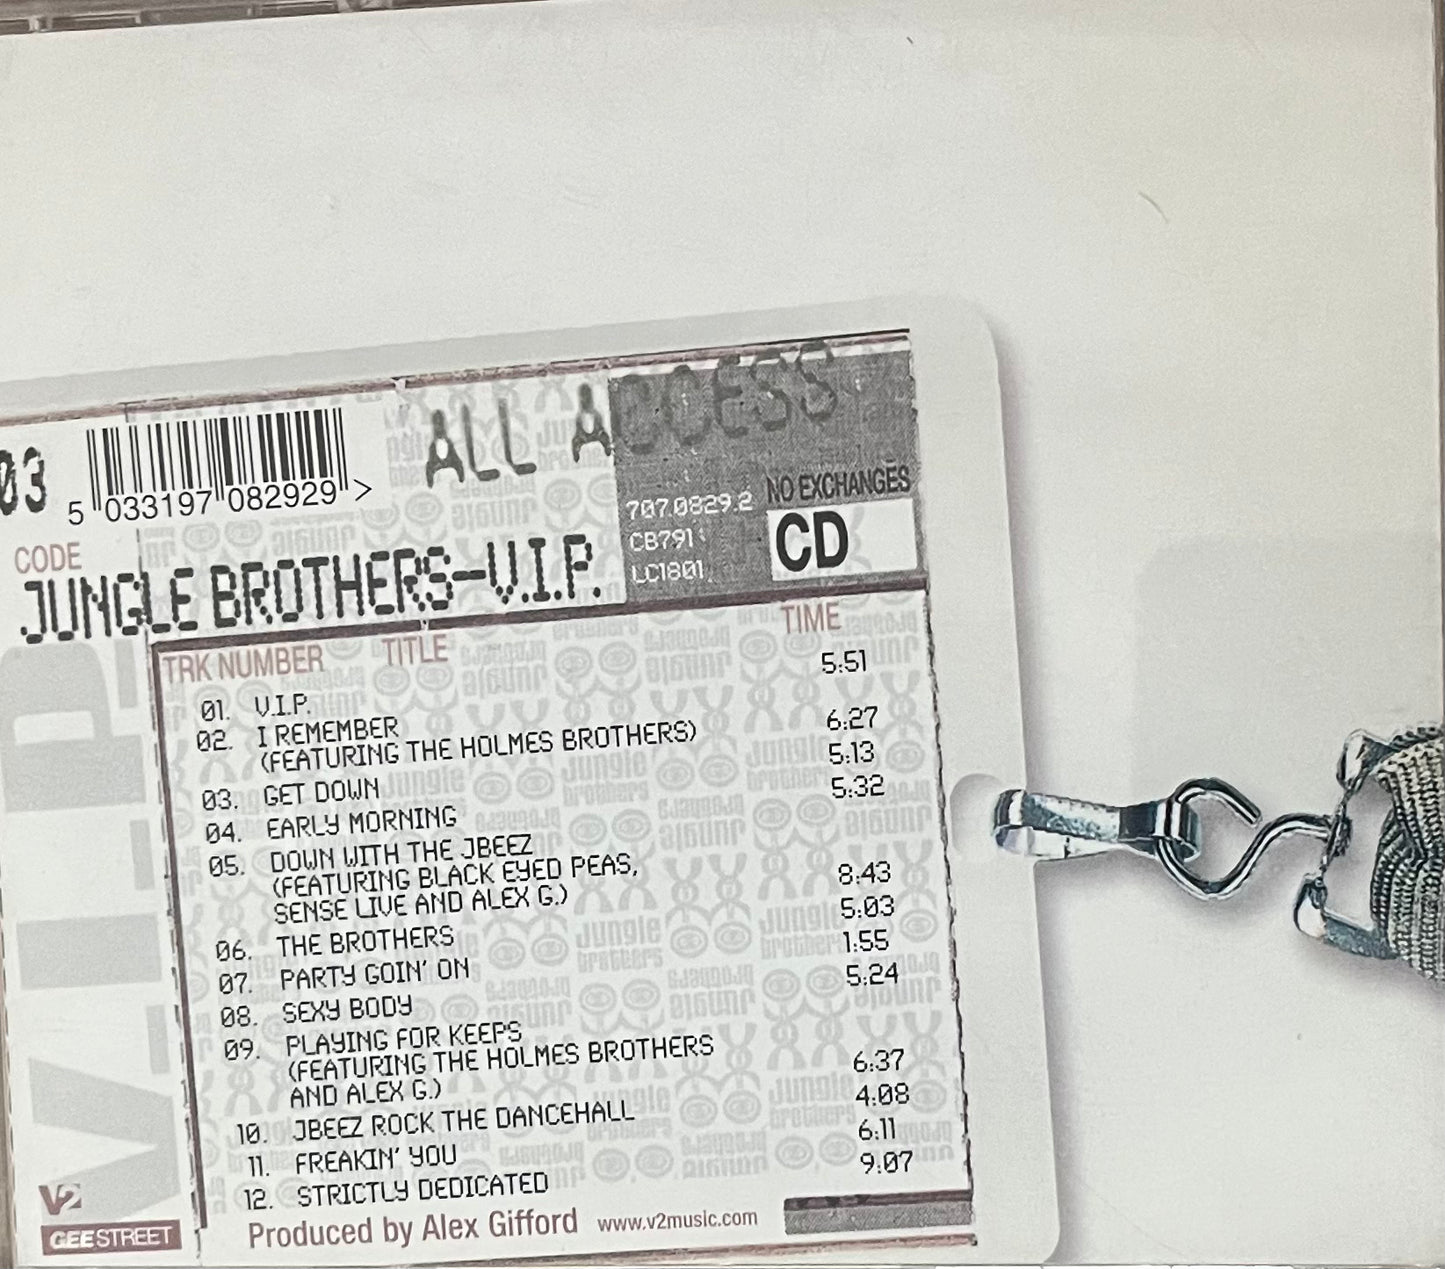 03
5 033197 082929 >
ALL ACCESS
707.0829.2
NO EXCHANGES
CB791
LC1801
CD
CODE
JUNGLE BROTHERS-V.I.P.
TRK NUMBER TITLE TIME
01. V.I.P. 5:51
02. I REMEMBER
(FEATURING THE HOLMES BROTHERS) 6:27
03. GET DOWN 5:13
04. EARLY MORNING 5:32
05. DOWN WITH THE JBEEZ
(FEATURING BLACK EYED PEAS,
SENSE LIVE AND ALEX G.) 8:43
06. THE BROTHERS 5:03
07. PARTY GOIN' ON 1:55
08. SEXY BODY 5:24
09. PLAYING FOR KEEPS
(FEATURING THE HOLMES BROTHERS
AND ALEX G.) 6:37
10. JBEEZ ROCK THE DANCEHALL 4:08
11. FREAKIN' YOU 6:11
12. STRICTLY DEDICATED 9:07
V.I.P
V2
GEESTREET
Produced by Alex Gifford www.v2music.com